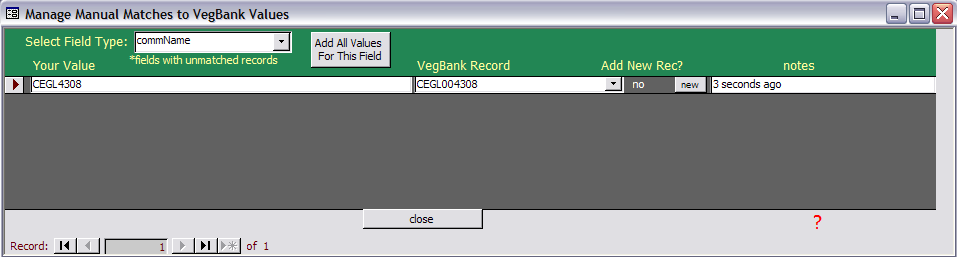 Manage Manual Matches to VegBank Values
Select Field Type: commName
Add All Values
For This Field
*fields with unmatched records
Your Value VegBank Record Add New Rec? notes
CEGL4308 CEGL004308 no new 3 seconds ago
close
?
Record: 1 of 1